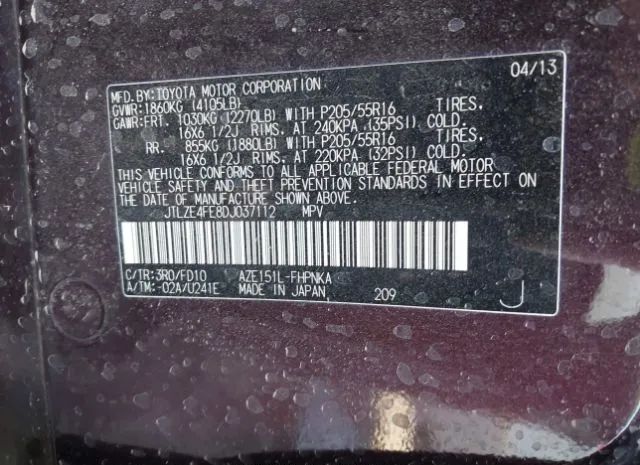 MFD. BY: TOYOTA MOTOR CORPORATION 04/13
GVWR: 1860KG (4105LB)
GAWR: FRT. 1030KG (2270LB) WITH P205/55R16 TIRES.
16X6 1/2J RIMS. AT 240KPA (35PSI) COLD.
RR. 855KG (1880LB) WITH P205/55R16 TIRES.
16X6 1/2J RIMS. AT 220KPA (32PSI) COLD.
THIS VEHICLE CONFORMS TO ALL APPLICABLE FEDERAL MOTOR
VEHICLE SAFETY AND THEFT PREVENTION STANDARDS IN EFFECT ON
THE DATE OF MANUFACTURE SHOWN ABOVE.
JTLZE4FE8DJ037112 MPV
C/TR: 3R0/FD10 AZE151L-FHPNKA
A/TM: -02A/U241E MADE IN JAPAN 209 J